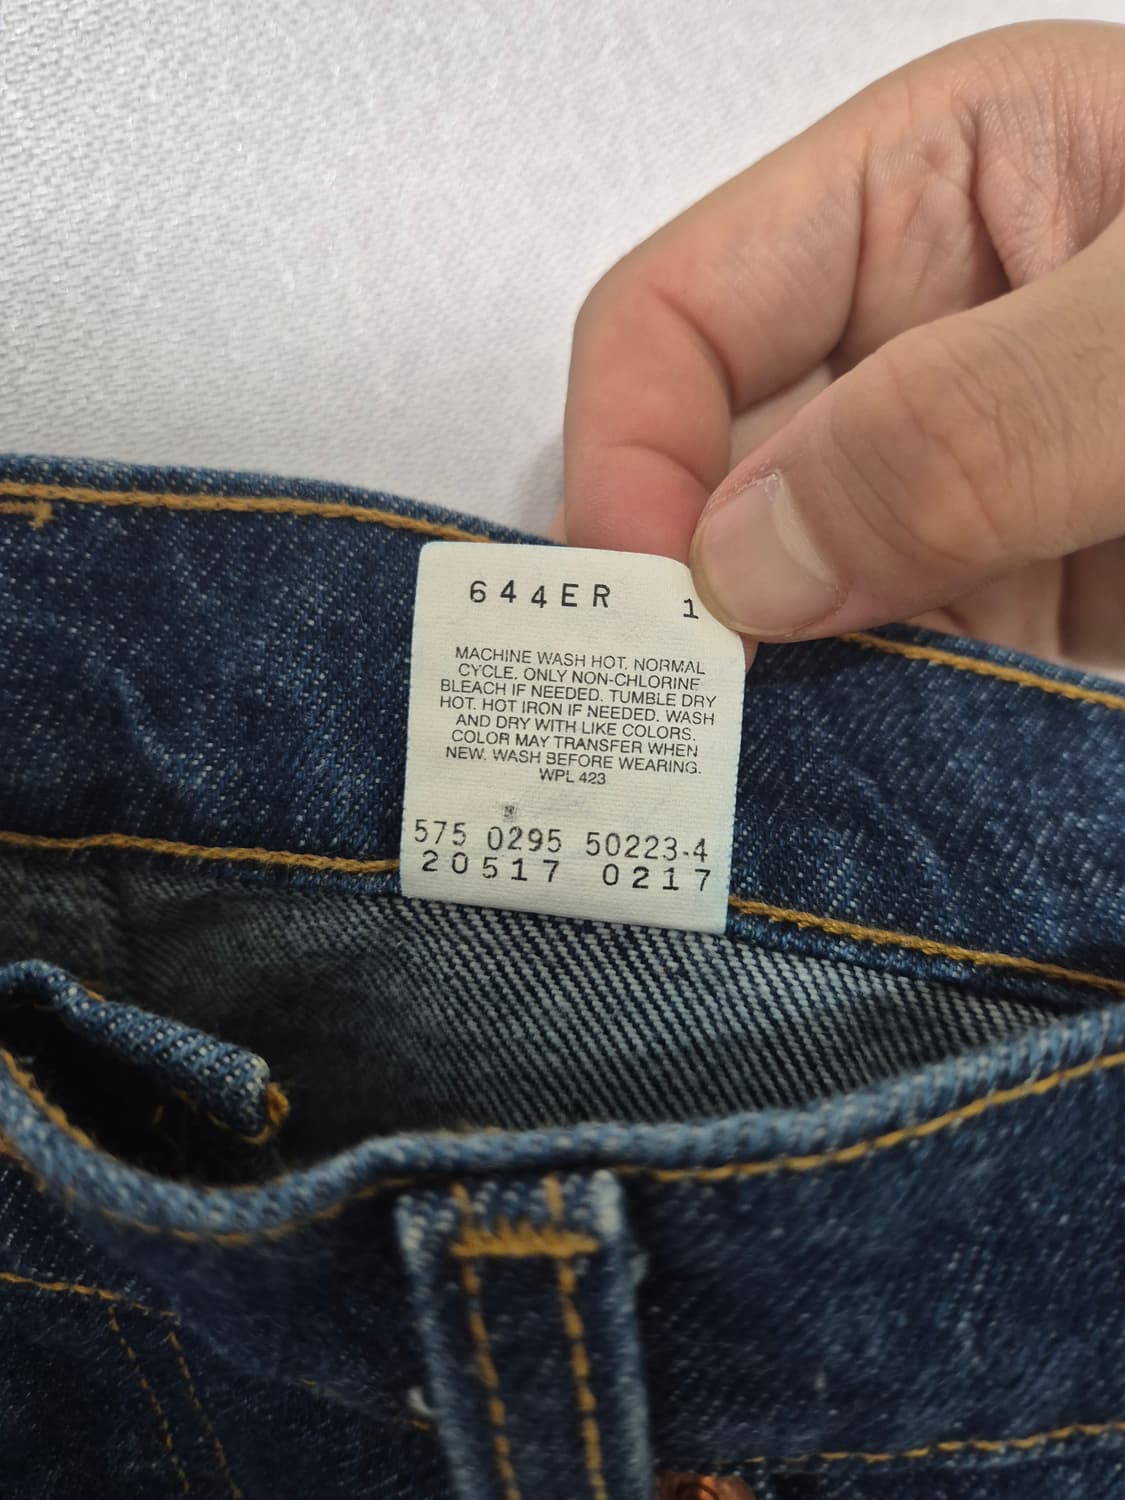 644ER 1
MACHINE WASH HOT. NORMAL
CYCLE. ONLY NON-CHLORINE
BLEACH IF NEEDED. TUMBLE DRY
HOT. HOT IRON IF NEEDED. WASH
AND DRY WITH LIKE COLORS.
COLOR MAY TRANSFER WHEN
NEW. WASH BEFORE WEARING.
WPL 423
575 0295 50223-4
20517 0217